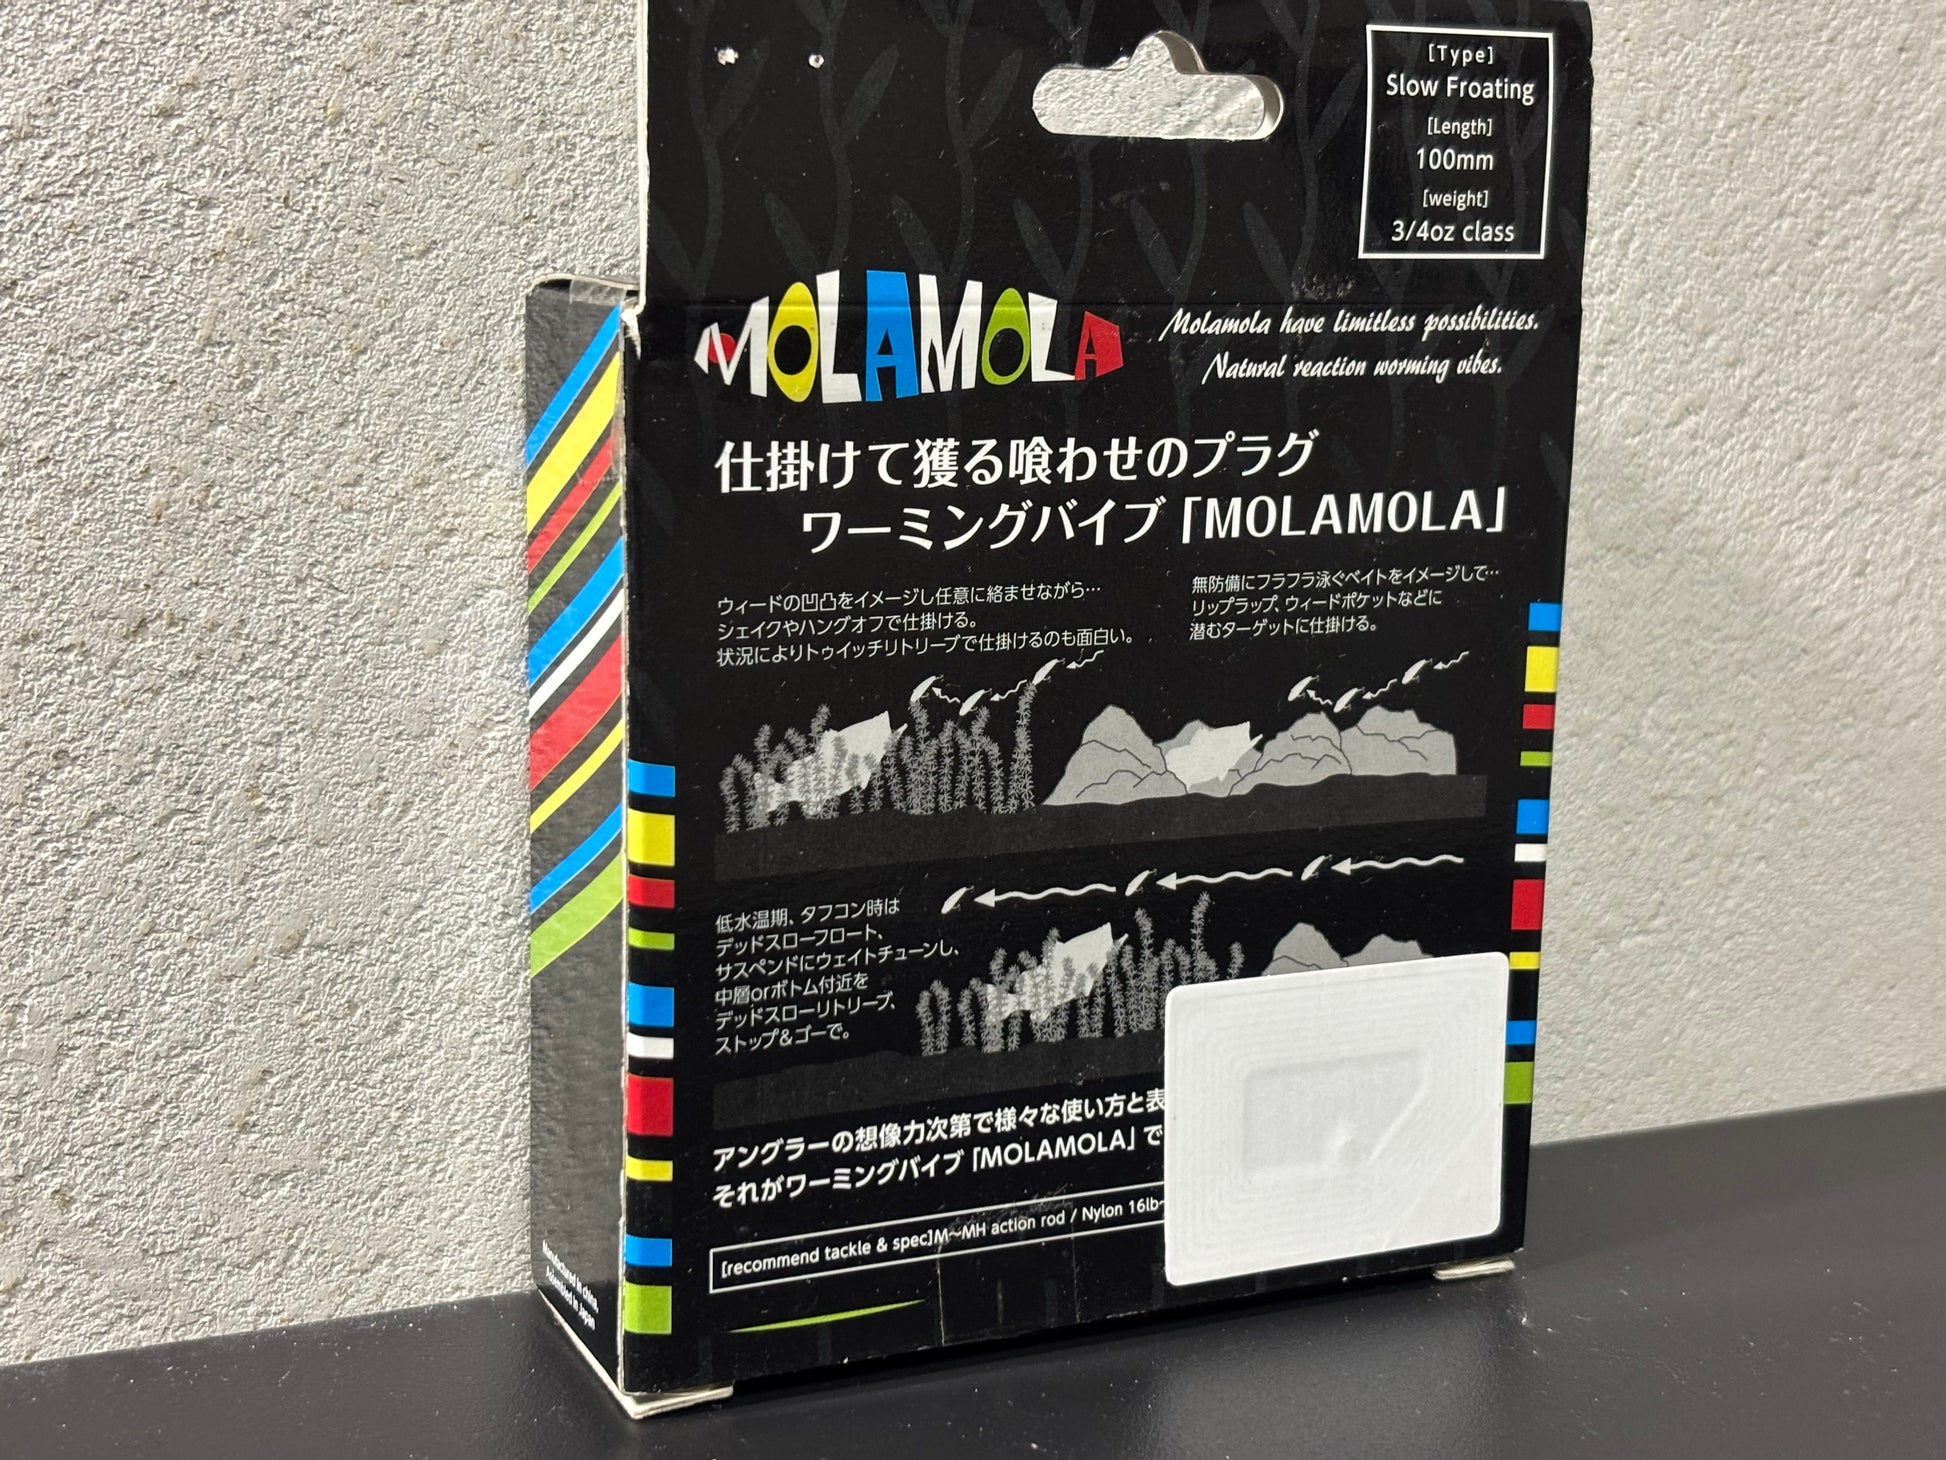 [Type]
Slow Froating
[Length]
100mm
[weight]
3/4oz class
MOLAMOLA
Molamola have limitless possibilities.
Natural reaction worming vibes.
仕掛けて獲る喰わせのプラグ
ワーミングバイブ「MOLAMOLA」
ウィードの凹凸をイメージし任意に絡ませながら…
ジェイクやハングオフで仕掛ける。
状況によりトゥイッチリトリーブで仕掛けるのも面白い。
無防備にフラフラ泳ぐベイトをイメージして…
リップラップ、ウィードポケットなどに
潜むターゲットに仕掛ける。
低水温期、タフコン時は
デッドスローフロート、
サスペンドにウェイトチューンし、
中層orボトム付近を
デッドスローリトリーブ、
ストップ&ゴーで。
アングラーの想像力次第で様々な使い方と表
それがワーミングバイブ「MOLAMOLA」で
[recommend tackle & spec]M~MH action rod / Nylon 16lb~
Manufactured in china.
Assembled in Japan